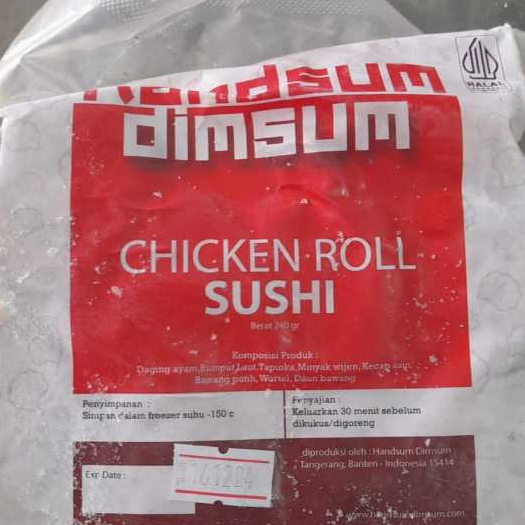 Handsum
dimsum
HALAL
INDONESIA
CHICKEN ROLL
SUSHI
Berat 240 gr
Komposisi Produk :
Daging ayam,Rumput Laut,Tapioka,Minyak wijen, Kecap asin,
Bawang putih, Wortel, Daun bawang
Penyimpanan :
Simpan dalam freezer suhu -150 c
Penyajian :
Keluarkan 30 menit sebelum
dikukus/digoreng
Exp Date :
161224
diproduksi oleh : Handsum Dimsum
Tangerang, Banten - Indonesia 15414
www.handsumdimsum.com